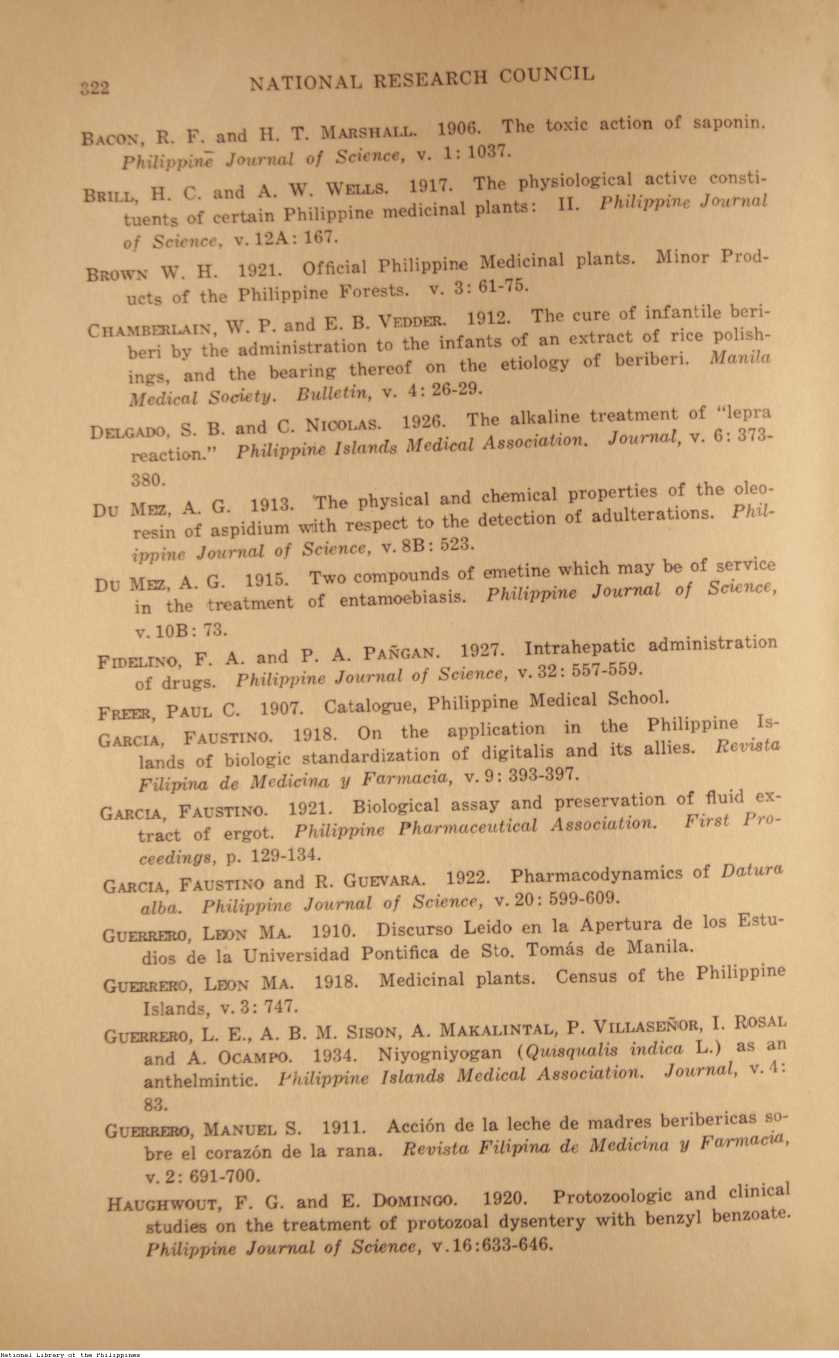 322 NATIONAL RESEARCH COUNCIL
BACON, R. F. and H. T. MARSHALL. 1906. The toxic action of saponin.
Philippine Journal of Science, v. 1: 1037.
BRILL, H. C. and A. W. WELLS. 1917. The physiological active consti-
tuents of certain Philippine medicinal plants: II. Philippine Journal
of Science, v. 12A: 167.
BROWN W. H. 1921. Official Philippine Medicinal plants. Minor Prod-
ucts of the Philippine Forests. v. 3: 61-75.
CHAMBERLAIN, W. P. and E. B. VEDDER. 1912. The cure of infantile beri-
beri by the administration to the infants of an extract of rice polish-
ings, and the bearing thereof on the etiology of beriberi. Manila
Medical Society. Bulletin, v. 4: 26-29.
DELGADO, S. B. and C. NICOLAS. 1926. The alkaline treatment of "lepra
reaction." Philippine Islands Medical Association. Journal, v. 6: 373-
380.
DU MEZ, A. G. 1913. The physical and chemical properties of the oleo-
resin of aspidium with respect to the detection of adulterations. Phil-
ippine Journal of Science, v. 8B: 523.
DU MEZ, A. G. 1915. Two compounds of emetine which may be of service
in the treatment of entamoebiasis. Philippine Journal of Science,
v. 10B: 73.
FIDELINO, F. A. and P. A. PAÑGAN. 1927. Intrahepatic administration
of drugs. Philippine Journal of Science, v. 32: 557-559.
FREER, PAUL C. 1907. Catalogue, Philippine Medical School.
GARCIA, FAUSTINO. 1918. On the application in the Philippine Is-
lands of biologic standardization of digitalis and its allies. Revista
Filipina de Medicina y Farmacia, v. 9: 393-397.
GARCIA, FAUSTINO. 1921. Biological assay and preservation of fluid ex-
tract of ergot. Philippine Pharmaceutical Association. First Pro-
ceedings, p. 129-134.
GARCIA, FAUSTINO and R. GUEVARA. 1922. Pharmacodynamics of Datura
alba. Philippine Journal of Science, v. 20: 599-609.
GUERRERO, LEON MA. 1910. Discurso Leido en la Apertura de los Estu-
dios de la Universidad Pontifica de Sto. Tomás de Manila.
GUERRERO, LEON MA. 1918. Medicinal plants. Census of the Philippine
Islands, v. 3: 747.
GUERRERO, L. E., A. B. M. SISON, A. MAKALINTAL, P. VILLASEÑOR, I. ROSAL
and A. OCAMPO. 1934. Niyogniyogan (Quisqualis indica L.) as an
anthelmintic. Philippine Islands Medical Association. Journal, v. 4:
83.
GUERRERO, MANUEL S. 1911. Acción de la leche de madres beribericas so-
bre el corazón de la rana. Revista Filipina de Medicina y Farmacia,
v. 2: 691-700.
HAUGHWOUT, F. G. and E. DOMINGO. 1920. Protozoologic and clinical
studies on the treatment of protozoal dysentery with benzyl benzoate.
Philippine Journal of Science, v.16:633-646.
National Library of the Philippines